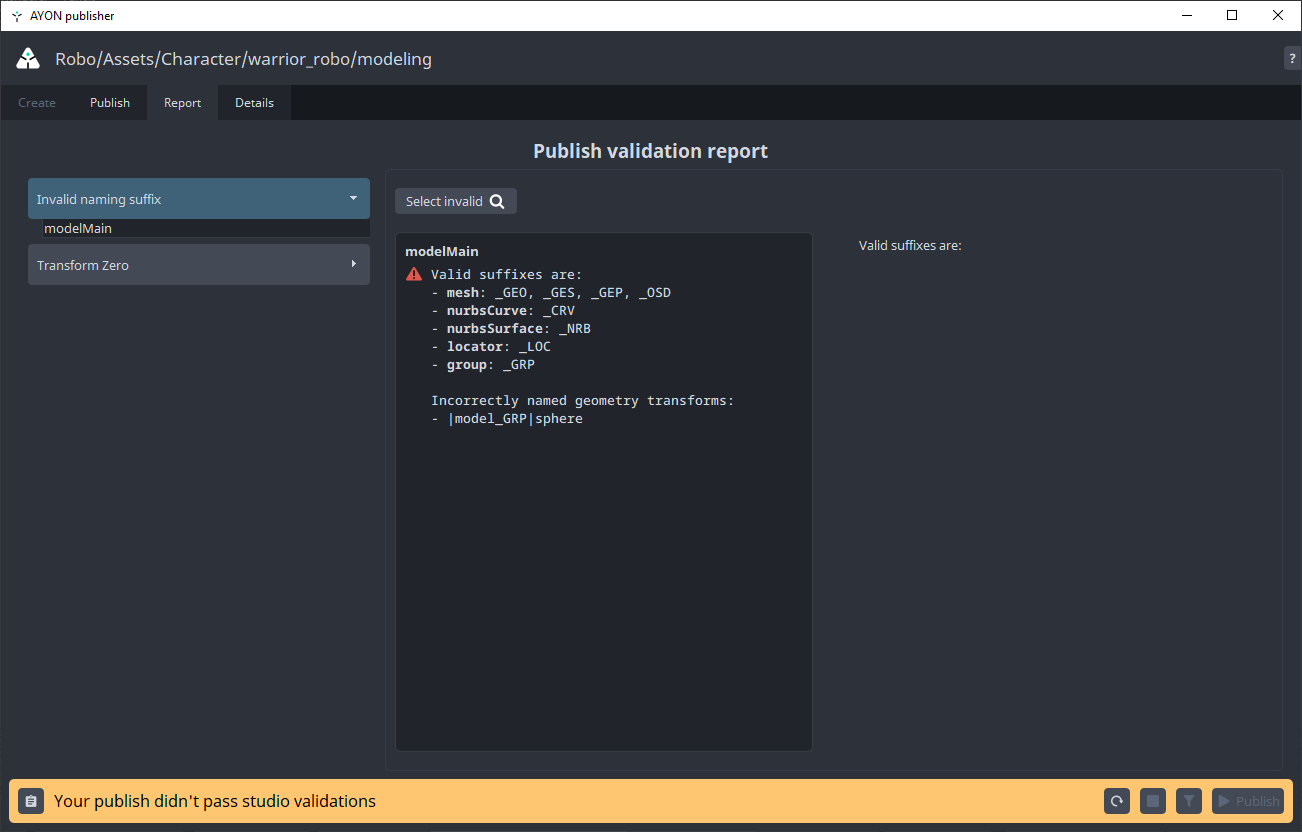 AYON publisher
Robo/Assets/Character/warrior_robo/modeling
?
Create Publish Report Details
Publish validation report
Invalid naming suffix
modelMain
Transform Zero
Select invalid
modelMain
Valid suffixes are:
- mesh: _GEO, _GES, _GEP, _OSD
- nurbsCurve: _CRV
- nurbsSurface: _NRB
- locator: _LOC
- group: _GRP
Incorrectly named geometry transforms:
- |model_GRP|sphere
Valid suffixes are:
Your publish didn't pass studio validations
Publish